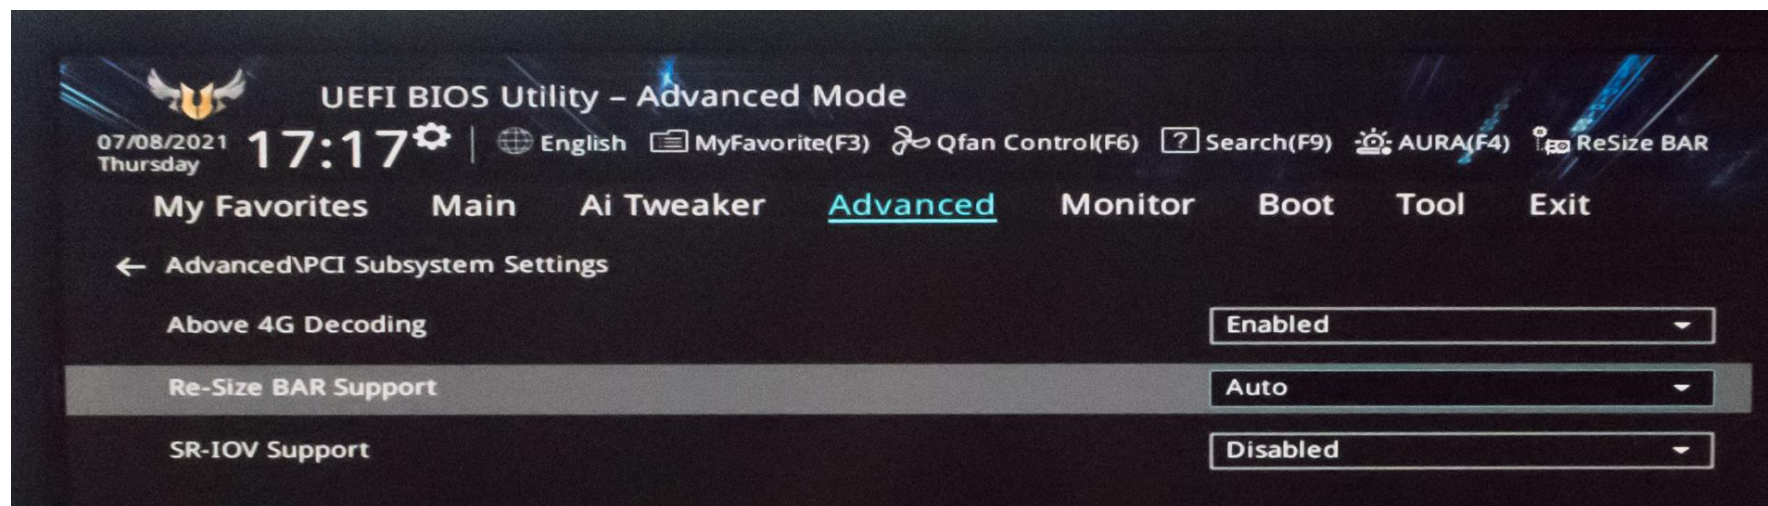 UEFI BIOS Utility – Advanced Mode
07/08/2021
Thursday
17:17
English MyFavorite(F3) Qfan Control(F6) ? Search(F9) AURA(F4) ReSize BAR
My Favorites Main Ai Tweaker Advanced Monitor Boot Tool Exit
← Advanced\PCI Subsystem Settings
Above 4G Decoding Enabled
Re-Size BAR Support Auto
SR-IOV Support Disabled